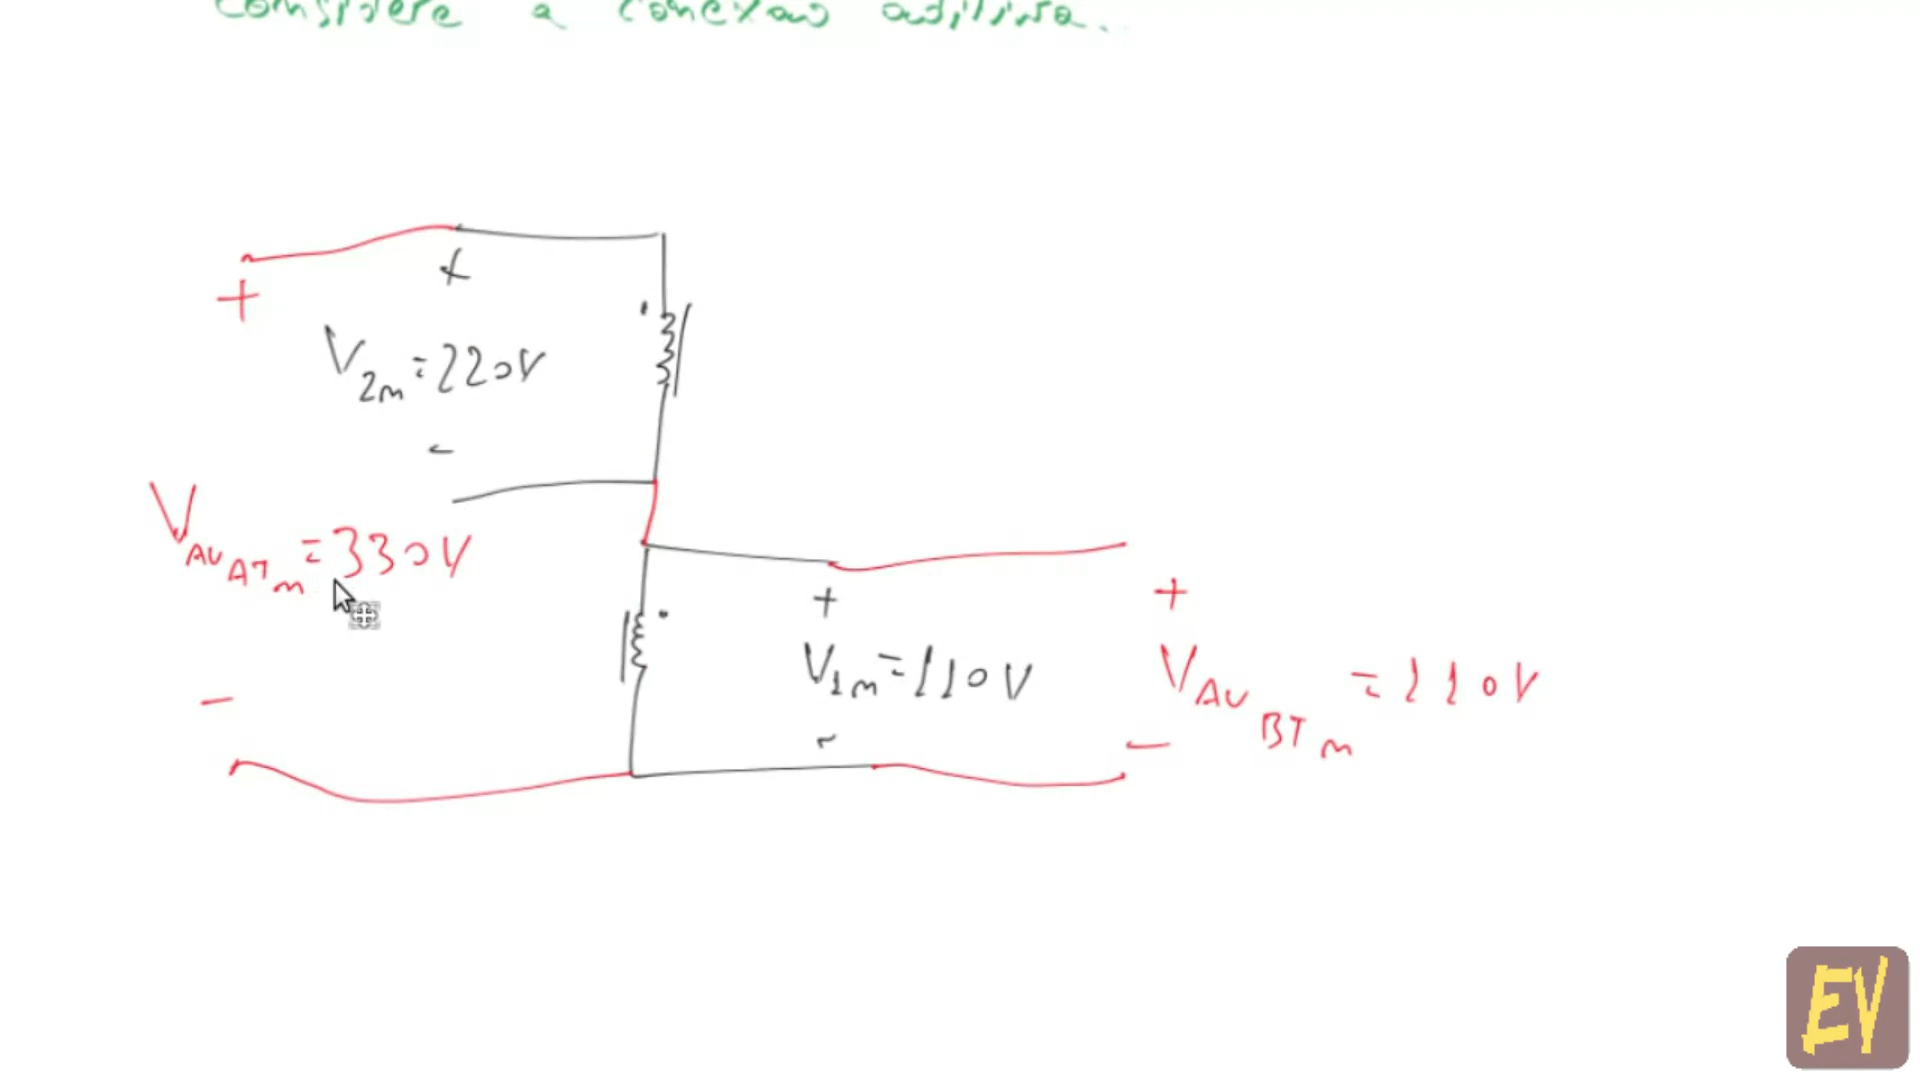 considere a conexão aditiva.
+
+
V2m = 220V
-
VAUATm = 330V
+
+
V1m = 110V
VAUBTm = 110V
-
-
-
EV